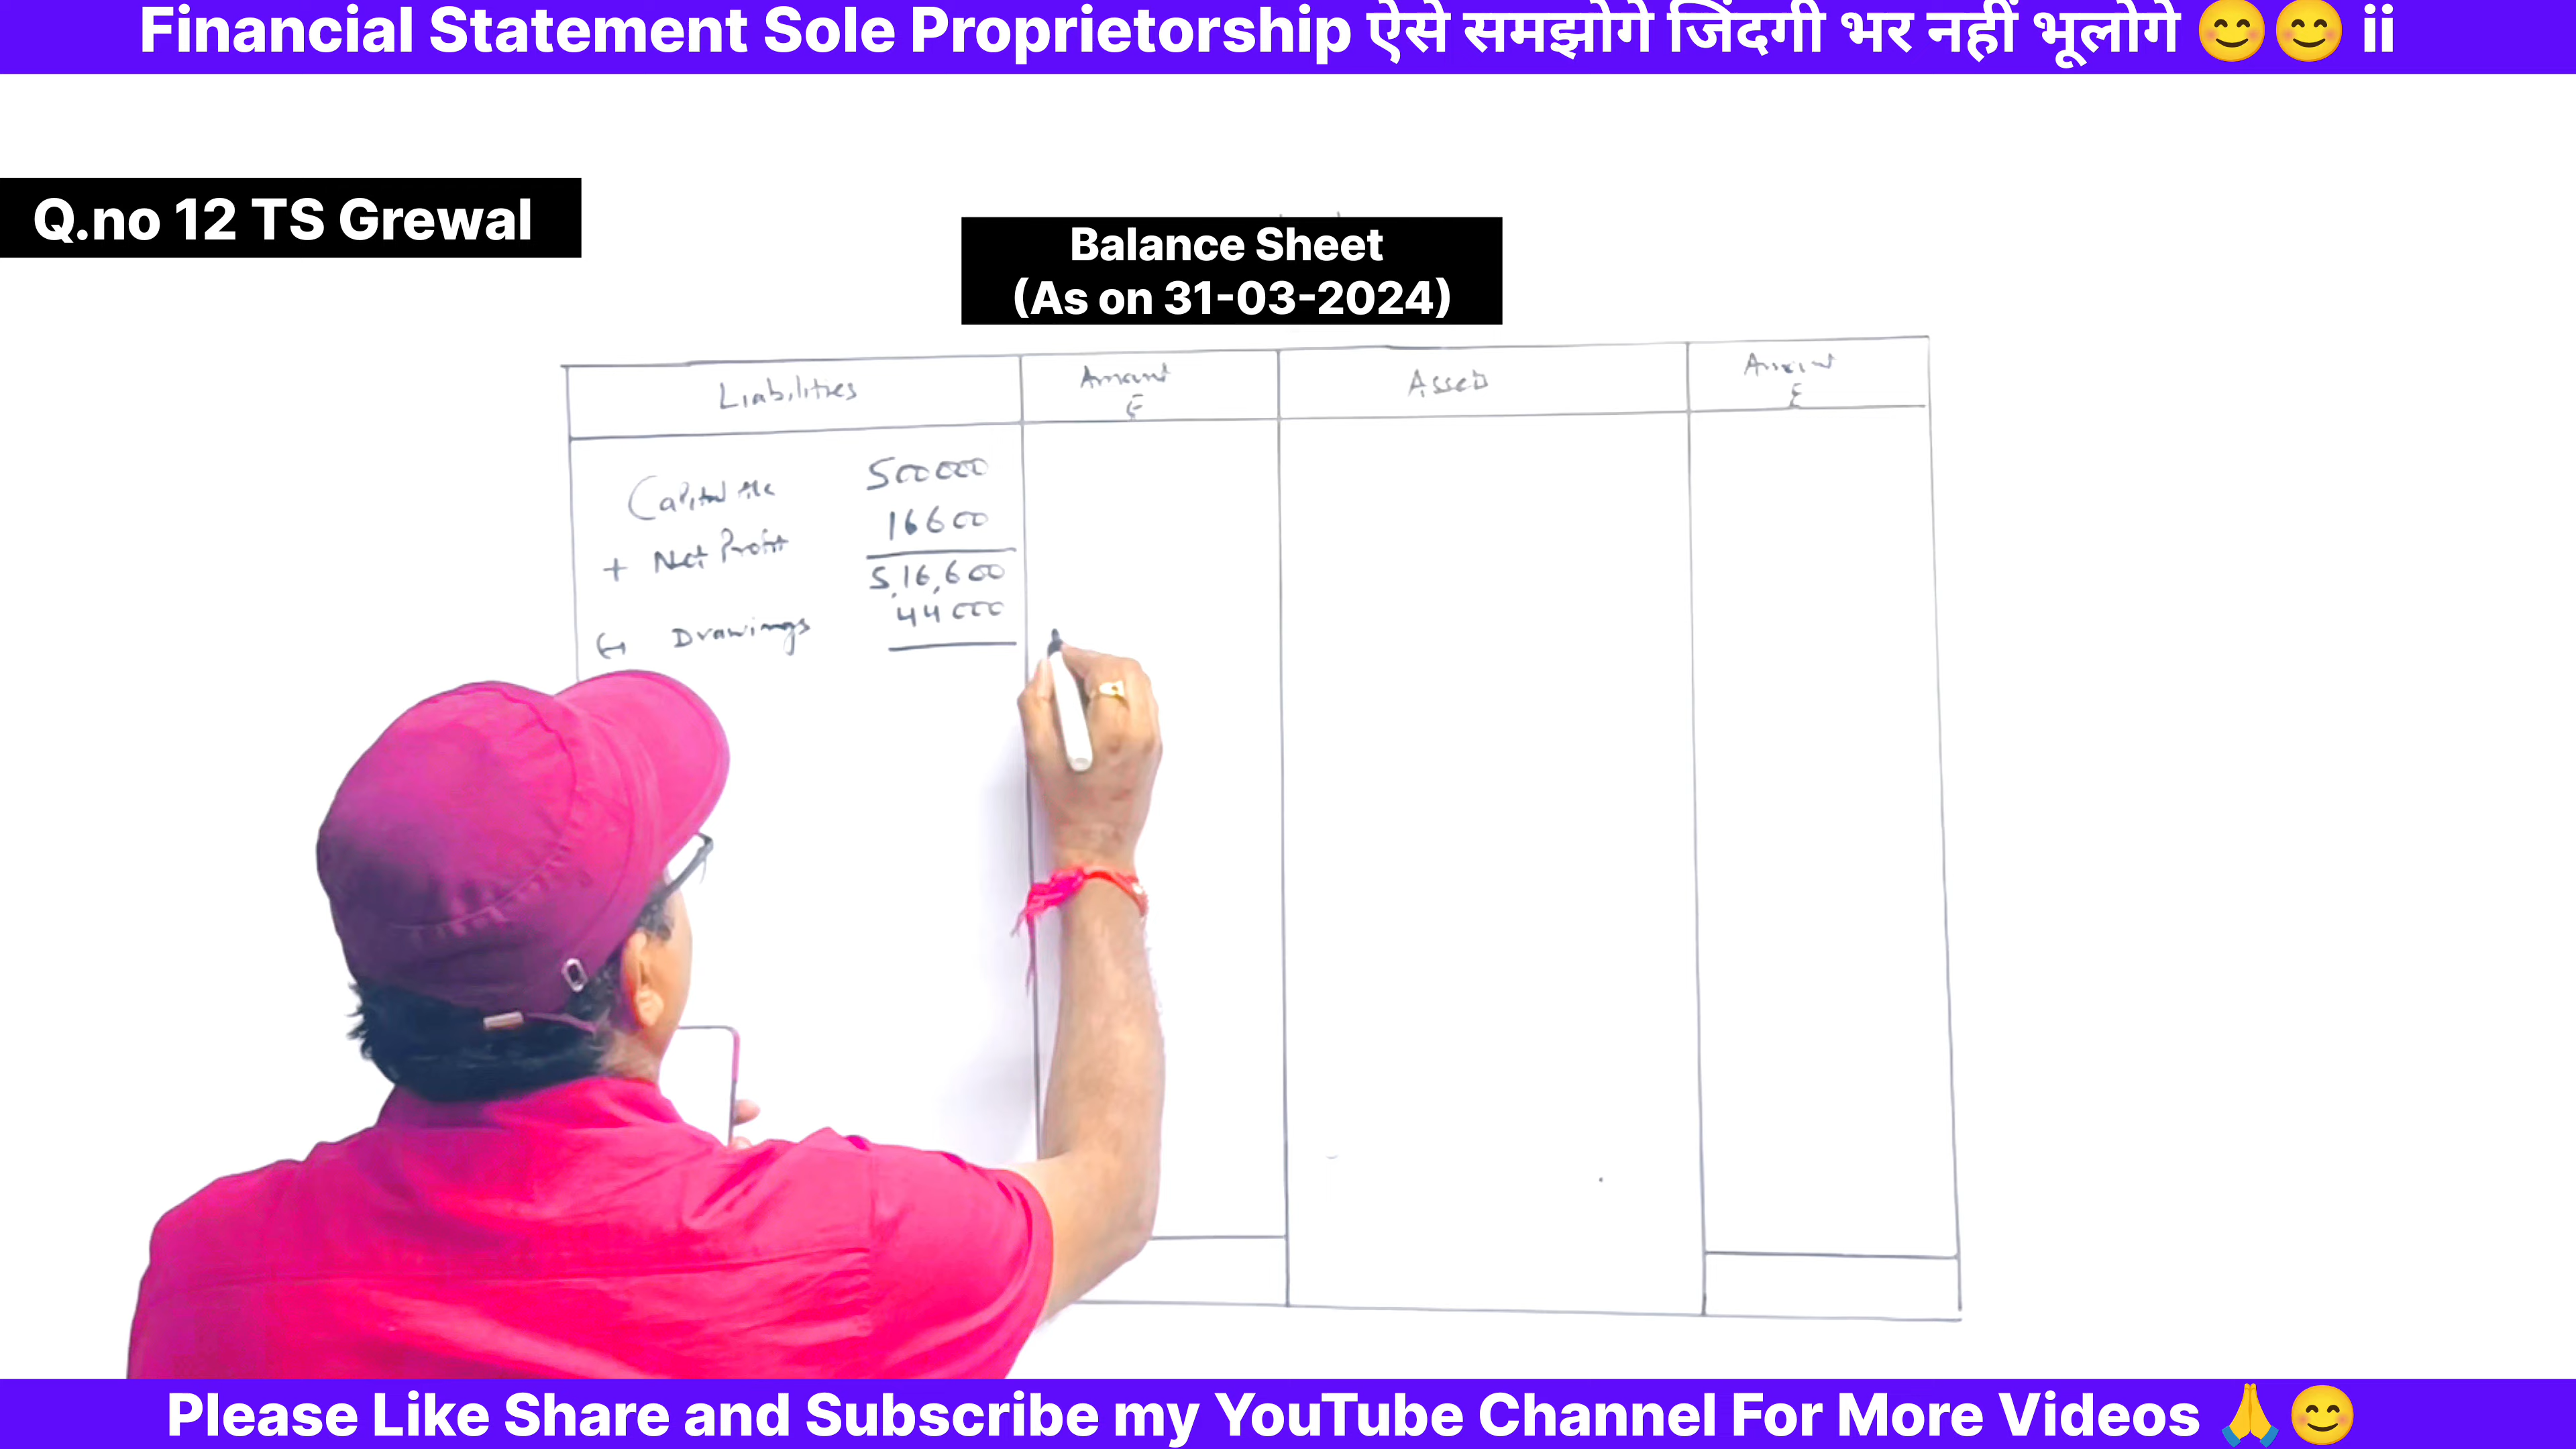 Financial Statement Sole Proprietorship ऐसे समझोगे जिंदगी भर नहीं भूलोगे 😊😊 ii
Q.no 12 TS Grewal
Balance Sheet
(As on 31-03-2024)
Liabilities Amount ₹ Assets Amount ₹
Capital A/c 500000
+ Net Profit 16600
5,16,600
(-) Drawings 44000
Please Like Share and Subscribe my YouTube Channel For More Videos 🙏😊